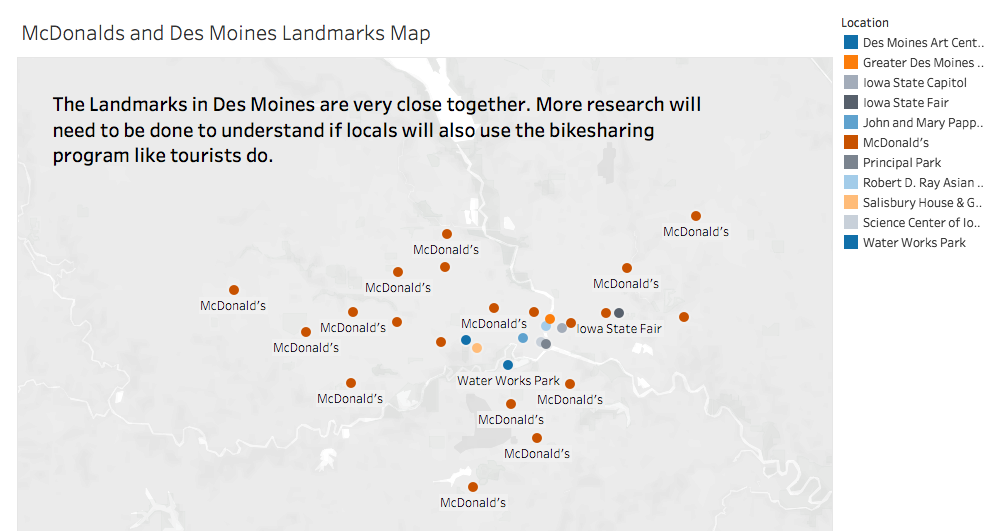 McDonalds and Des Moines Landmarks Map
The Landmarks in Des Moines are very close together. More research will
need to be done to understand if locals will also use the bikesharing
program like tourists do.
Location
Des Moines Art Cent..
Greater Des Moines ..
Iowa State Capitol
Iowa State Fair
John and Mary Papp..
McDonald's
Principal Park
Robert D. Ray Asian ..
Salisbury House & G..
Science Center of Io..
Water Works Park
McDonald's
McDonald's
McDonald's
McDonald's
McDonald's
McDonald's
McDonald's
Iowa State Fair
McDonald's
Water Works Park
McDonald's
McDonald's
McDonald's
McDonald's
McDonald's